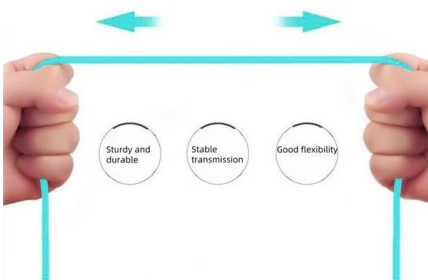 Sturdy and
durable
Stable
transmission
Good flexibility